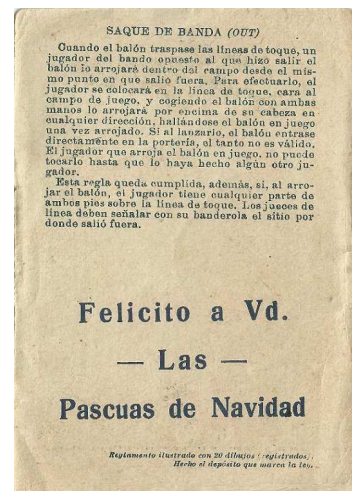 SAQUE DE BANDA (OUT)
Cuando el balón traspase las líneas de toque, un
jugador del bando opuesto al que hizo salir el
balón lo arrojará dentro del campo desde el mis-
mo punto en que salió fuera. Para efectuarlo, el
jugador se colocará en la línea de toque, cara al
campo de juego, y cogiendo el balón con ambas
manos lo arrojará por encima de su cabeza en
cualquier dirección, hallándose el balón en juego
una vez arrojado. Si al lanzarlo, el balón entrase
directamente en la portería, el tanto no es válido.
El jugador que arroja el balón en juego, no puede
tocarlo hasta que lo haya hecho algún otro ju-
gador.
Esta regla queda cumplida, además, si, al arro-
jar el balón, el jugador tiene cualquier parte de
ambos pies sobre la línea de toque. Los jueces de
línea deben señalar con su banderola el sitio por
donde salió fuera.
Felicito a Vd.
— Las —
Pascuas de Navidad
Reglamento ilustrado con 20 dibujos (registrados).
Hecho el depósito que marca la ley.